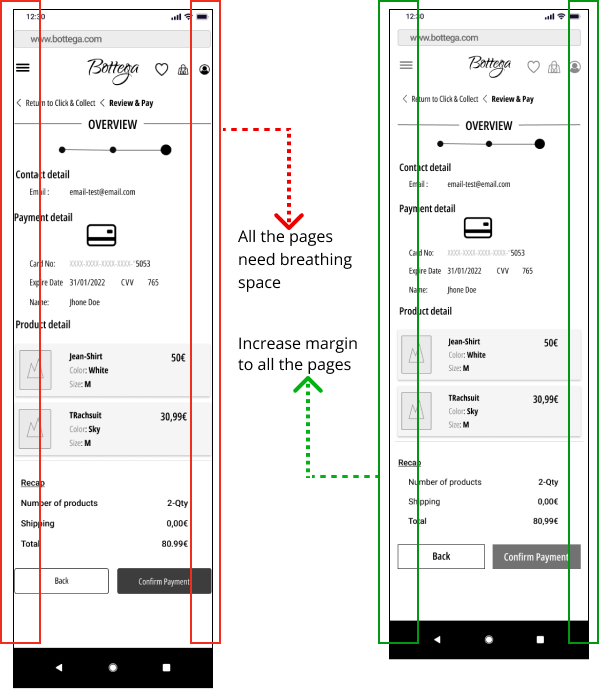 12:30
www.bottega.com
Bottega
Return to Click & Collect
Review & Pay
OVERVIEW
Contact detail
Email :
email-test@email.com
Payment detail
Card No:
XXXX-XXXX-XXXX-XXXX-*5053
Expire Date
31/01/2022
CVV
765
Name:
Jhone Doe
Product detail
Jean-Shirt
50€
Color: White
Size: M
TRachsuit
30,99€
Color: Sky
Size: M
Recap
Number of products
2-Qty
Shipping
0,00€
Total
80.99€
Back
Confirm Payment
All the pages
need breathing
space
Increase margin
to all the pages
12:30
www.bottega.com
Bottega
Return to Click & Collect
Review & Pay
OVERVIEW
Contact detail
Email :
email-test@email.com
Payment detail
Card No:
XXXX-XXXX-XXXX-XXXX-*5053
Expire Date
31/01/2022
CVV
765
Name:
Jhone Doe
Product detail
Jean-Shirt
50€
Color: White
Size: M
TRachsuit
30,99€
Color: Sky
Size: M
Recap
Number of products
2-Qty
Shipping
0,00€
Total
80,99€
Back
Confirm Payment